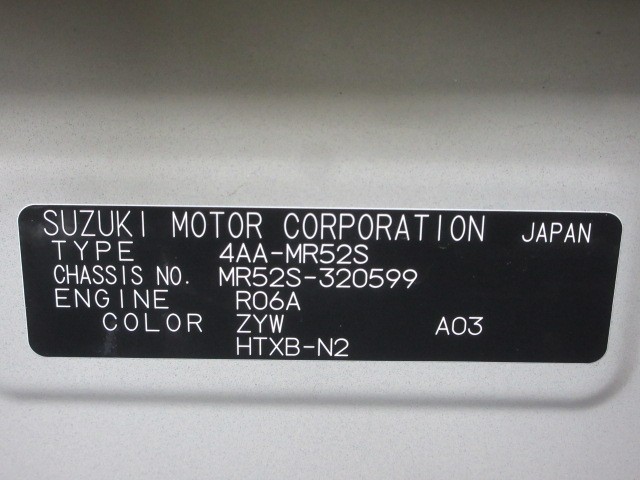 SUZUKI MOTOR CORPORATION JAPAN
TYPE 4AA-MR52S
CHASSIS NO. MR52S-320599
ENGINE R06A
COLOR ZYW A03
HTXB-N2